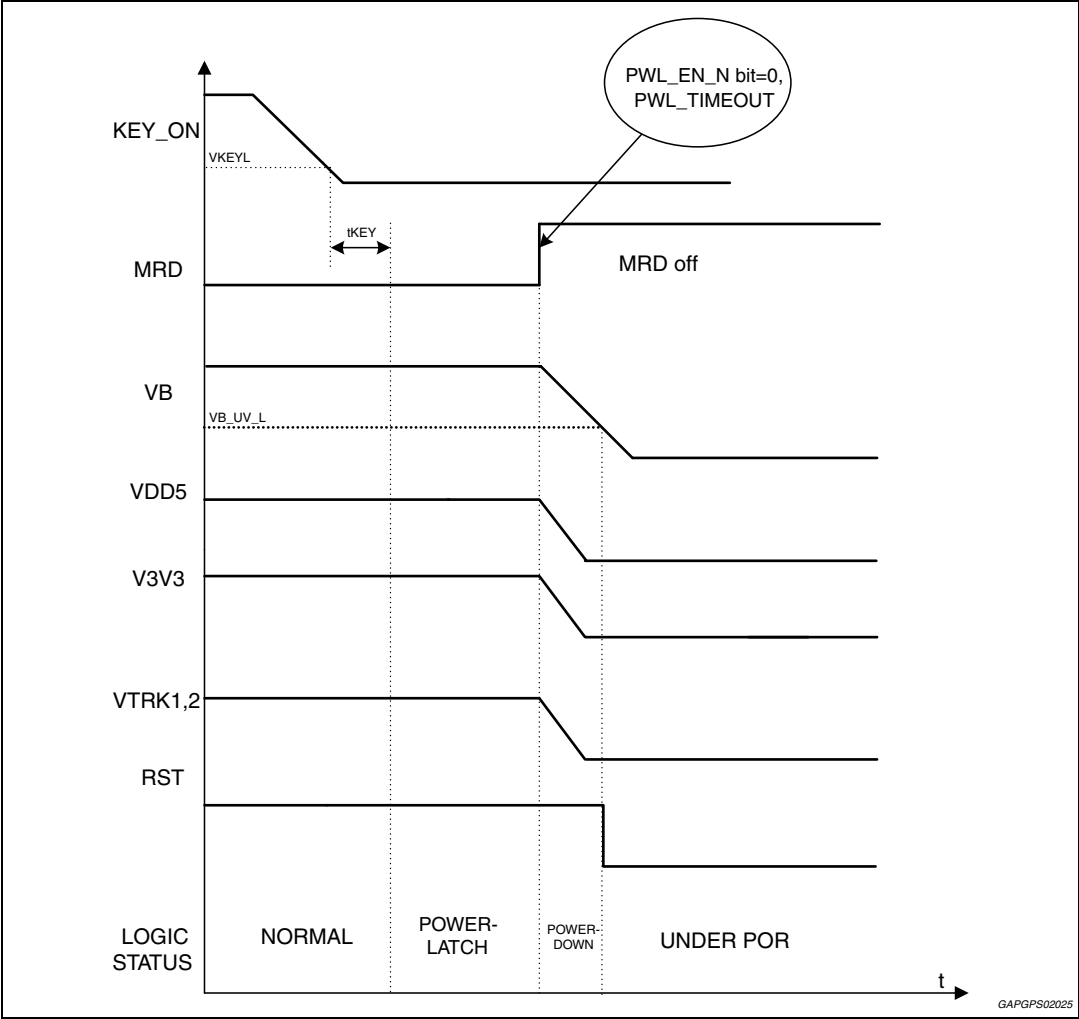 PWL_EN_N bit=0,
PWL_TIMEOUT
KEY_ON
VKEYL
tKEY
MRD
MRD off
VB
VB_UV_L
VDD5
V3V3
VTRK1,2
RST
LOGIC
STATUS
NORMAL
POWER-
LATCH
POWER-
DOWN
UNDER POR
t
GAPGPS02025